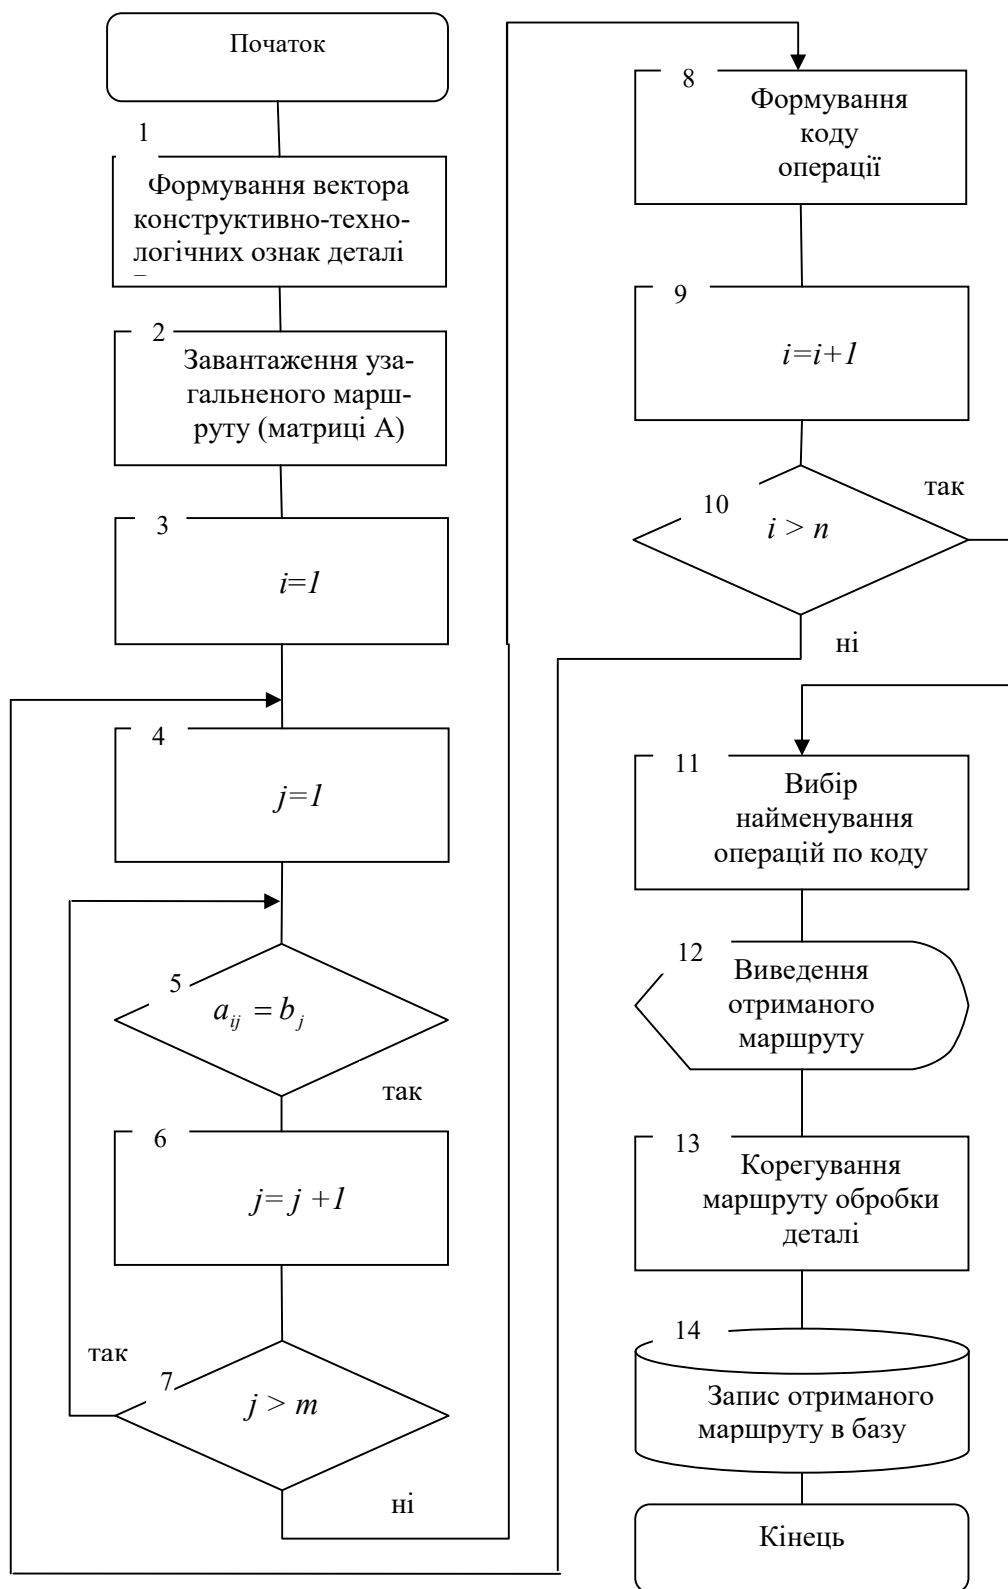 Початок
1
Формування вектора
конструктивно-техно-
логічних ознак деталі
2
Завантаження уза-
гальненого марш-
руту (матриці А)
3
i=1
4
j=1
5
a_{ij} = b_j
так
6
j= j +1
так
7
j > m
ні
8
Формування
коду
операції
9
i=i+1
10
i > n
так
ні
11
Вибір
найменування
операцій по коду
12
Виведення
отриманого
маршруту
13
Корегування
маршруту обробки
деталі
14
Запис отриманого
маршруту в базу
Кінець